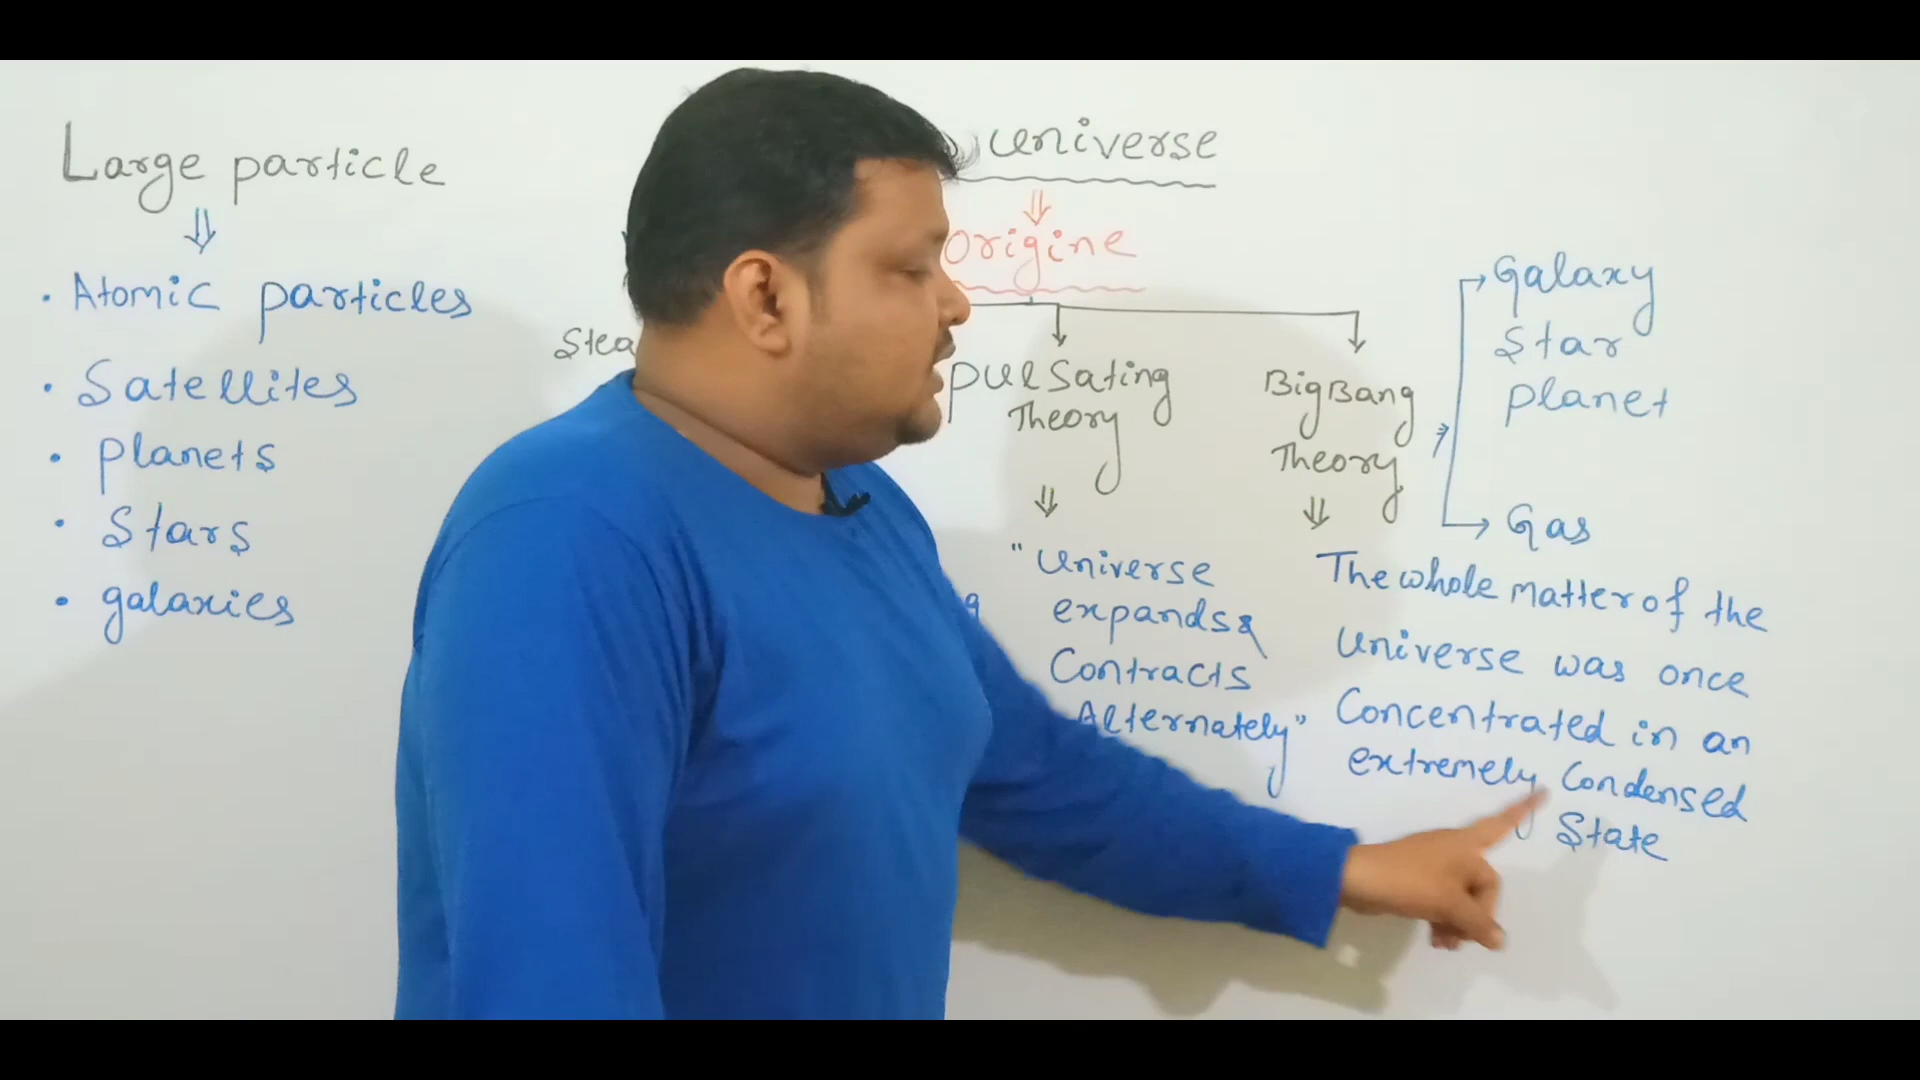 Large particle
⇓
· Atomic particles
· Satellites
· planets
· Stars
· galaxies
universe
⇓
Origine
pulsating
Theory
⇓
"universe
expands &
Contracts
Alternately"
BigBang
Theory
⇓
The whole matter of the
universe was once
Concentrated in an
extremely Condensed
State
Galaxy
Star
planet
Gas